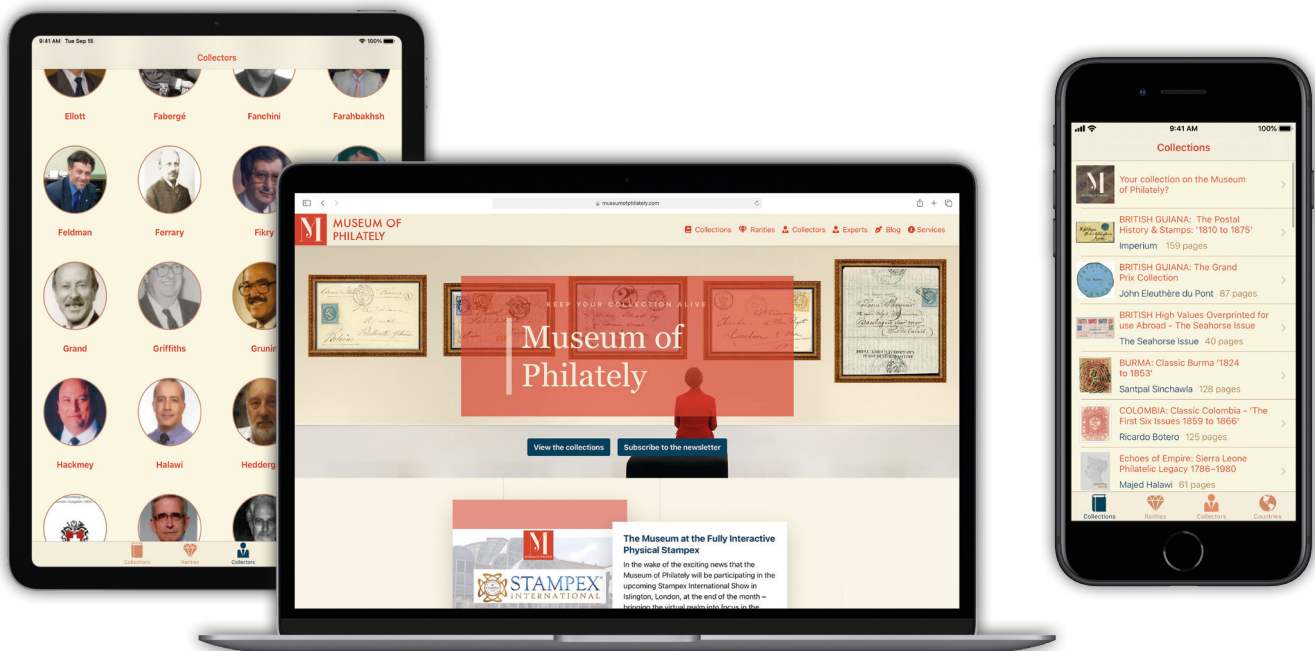 9:41 AM Tue Sep 15
100%
Collectors
Ellott
Fabergé
Fanchini
Farahbakhsh
Feldman
Ferrary
Fikry
Grand
Griffiths
Hackmey
Halawi
Collections
Rarities
Collectors
museumofphilately.com
M
MUSEUM OF
PHILATELY
Collections
Rarities
Collectors
Experts
Blog
Services
KEEP YOUR COLLECTION ALIVE
Museum of
Philately
View the collections
Subscribe to the newsletter
M
STAMPEX
INTERNATIONAL
The Museum at the Fully Interactive
Physical Stampex
In the wake of the exciting news that the
Museum of Philately will be participating in the
upcoming Stampex International Show in
Islington, London, at the end of the month –
bringing the virtual realm into focus in the
9:41 AM
100%
Collections
M
Your collection on the Museum
of Philately?
BRITISH GUIANA: The Postal
History & Stamps: '1810 to 1875'
Imperium 159 pages
BRITISH GUIANA: The Grand
Prix Collection
John Eleuthère du Pont 87 pages
BRITISH High Values Overprinted for
use Abroad - The Seahorse Issue
The Seahorse Issue 40 pages
BURMA: Classic Burma '1824
to 1853'
Santpal Sinchawla 128 pages
COLOMBIA: Classic Colombia - 'The
First Six Issues 1859 to 1866'
Ricardo Botero 125 pages
Echoes of Empire: Sierra Leone
Philatelic Legacy 1786–1980
Majed Halawi 61 pages
Collections
Rarities
Collectors
Countries